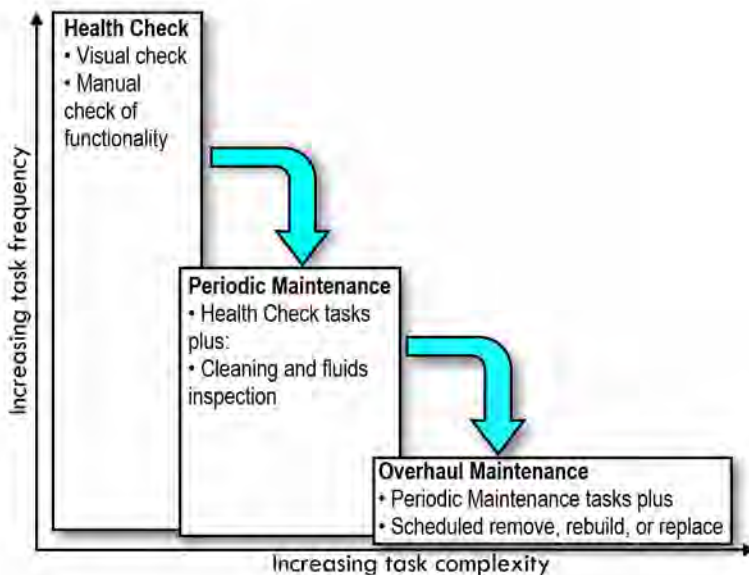 Health Check
• Visual check
• Manual
check of
functionality
Periodic Maintenance
• Health Check tasks
plus:
• Cleaning and fluids
inspection
Overhaul Maintenance
• Periodic Maintenance tasks plus
• Scheduled remove, rebuild, or replace
Increasing task frequency
Increasing task complexity